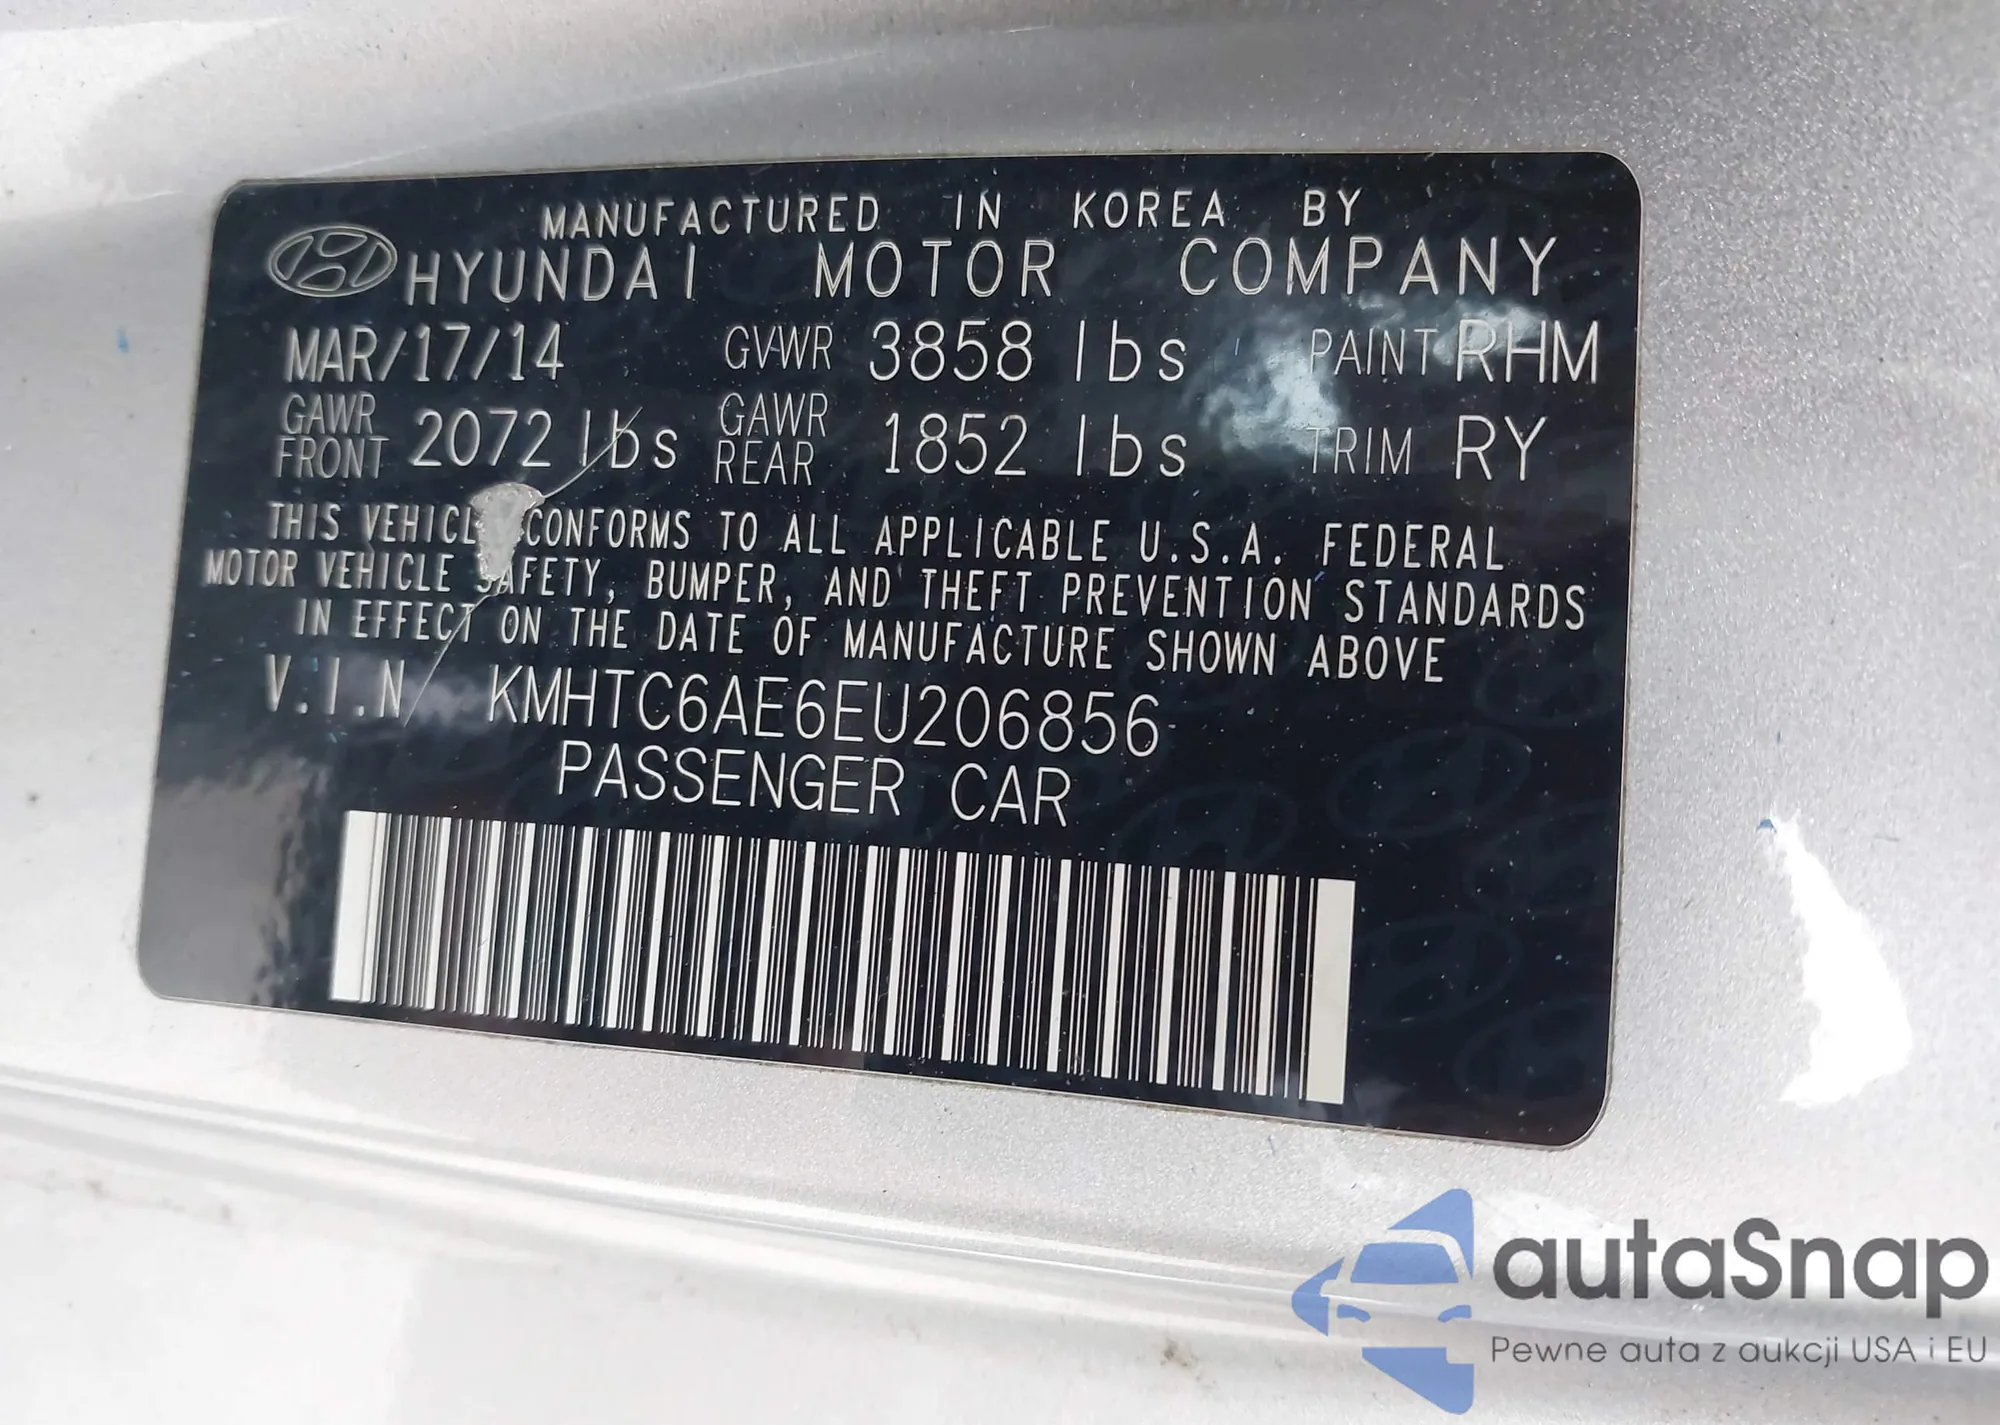 MANUFACTURED IN KOREA BY
HYUNDAI MOTOR COMPANY
MAR/17/14 GVWR 3858 lbs PAINT RHM
GAWR FRONT 2072 lbs GAWR REAR 1852 lbs TRIM RY
THIS VEHICL CONFORMS TO ALL APPLICABLE U.S.A. FEDERAL
MOTOR VEHICLE SAFETY, BUMPER, AND THEFT PREVENTION STANDARDS
IN EFFECT ON THE DATE OF MANUFACTURE SHOWN ABOVE
V.I.N KMHTC6AE6EU206856
PASSENGER CAR
autaSnap
Pewne auta z aukcji USA i EU